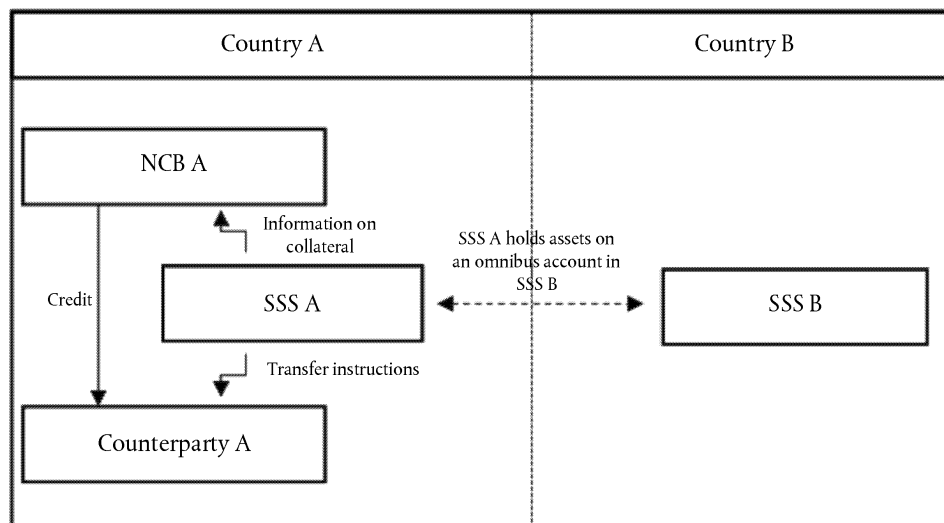 Country A
Country B
NCB A
Information on
collateral
SSS A holds assets on
an omnibus account in
SSS B
Credit
SSS A
SSS B
Transfer instructions
Counterparty A